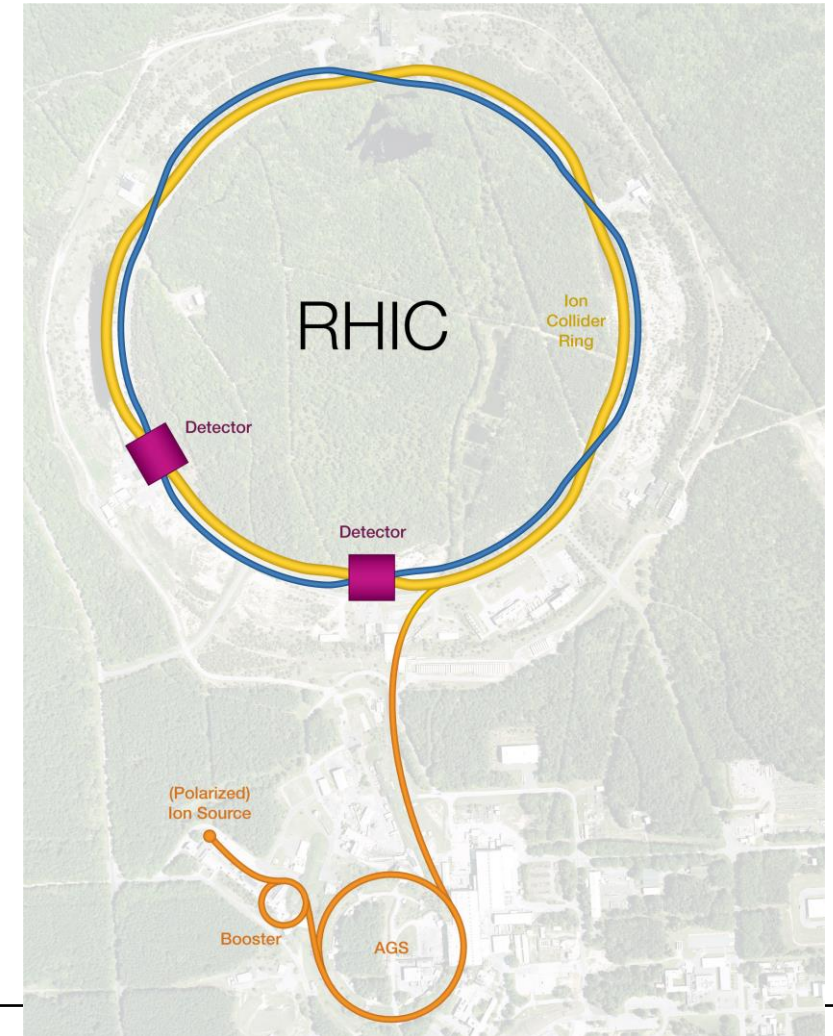 RHIC
Ion
Collider
Ring
Detector
Detector
(Polarized)
Ion Source
Booster
AGS